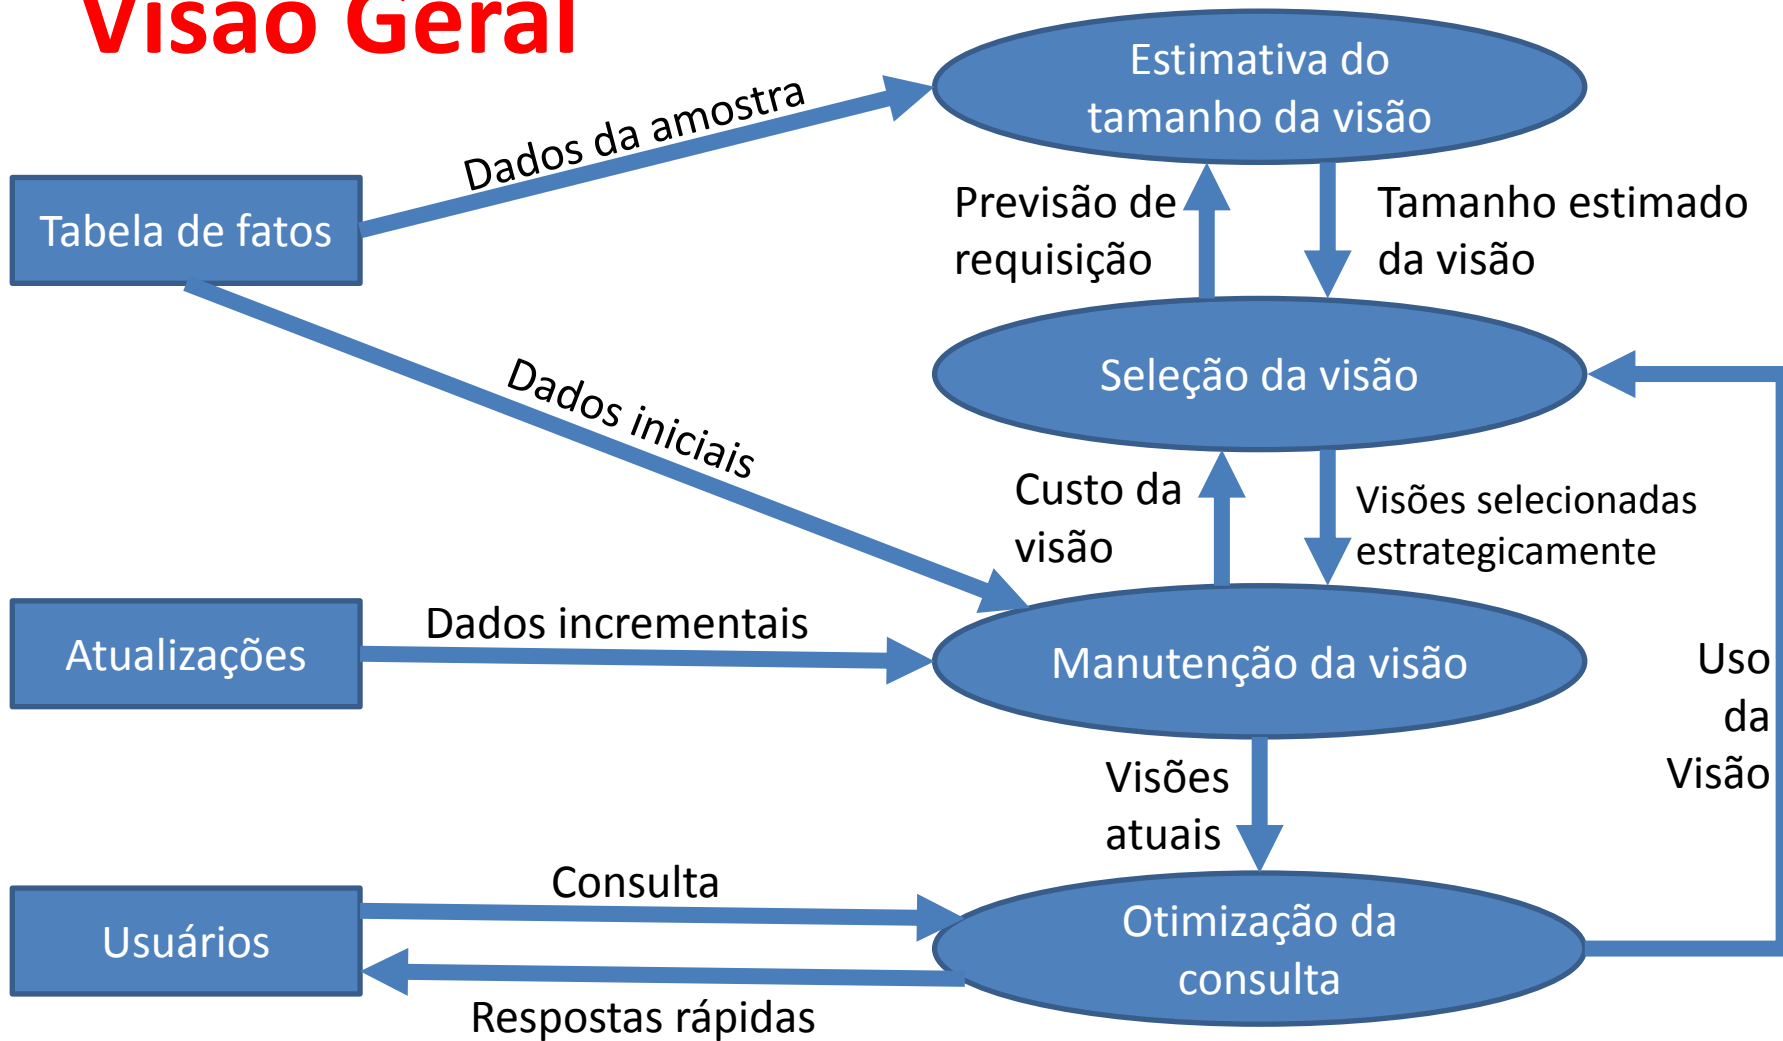 Visão Geral
Estimativa do
tamanho da visão
Dados da amostra
Tabela de fatos
Previsão de
requisição
Tamanho estimado
da visão
Seleção da visão
Dados iniciais
Custo da
visão
Visões selecionadas
estrategicamente
Atualizações
Dados incrementais
Manutenção da visão
Uso
da
Visão
Visões
atuais
Usuários
Consulta
Otimização da
consulta
Respostas rápidas